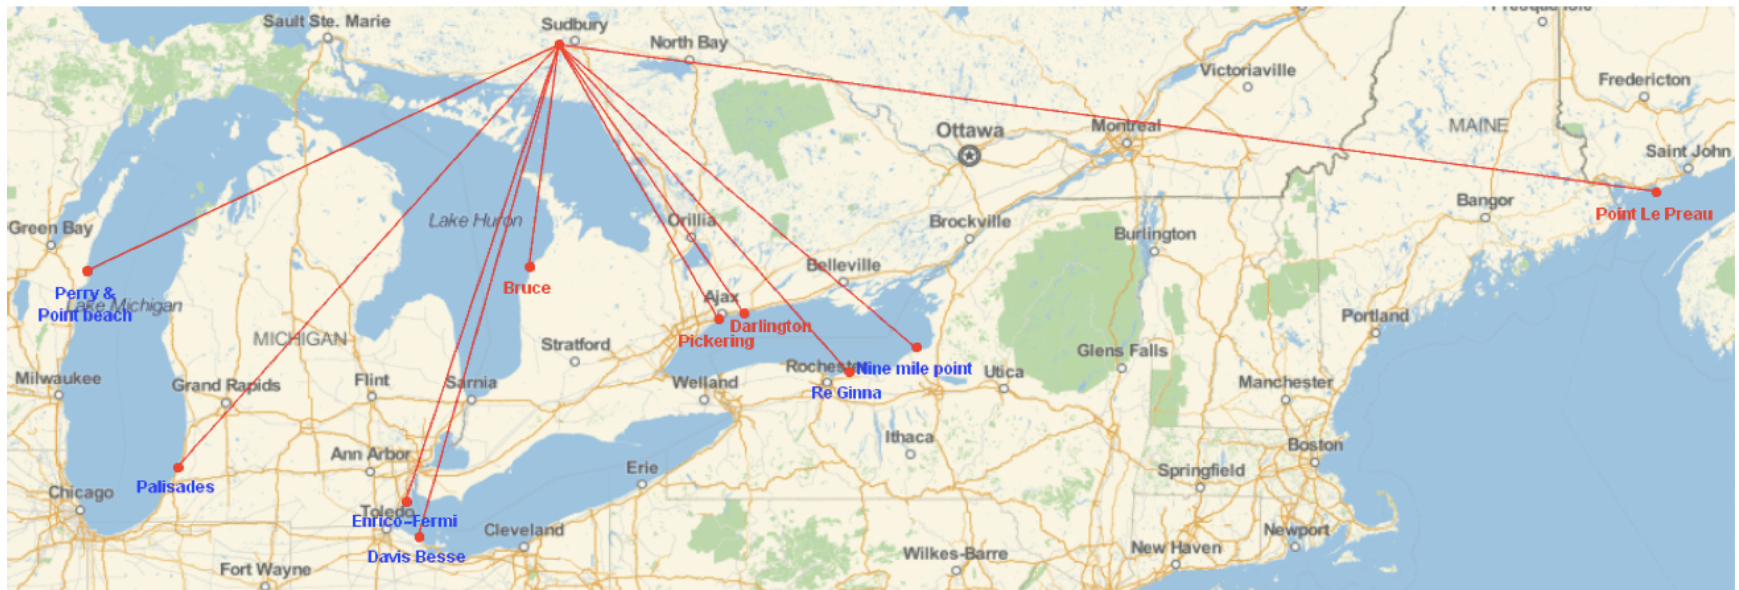 Presque Isle
Sault Ste. Marie
Sudbury
North Bay
Victoriaville
Fredericton
Ottawa
Montreal
MAINE
Saint John
Green Bay
Lake Huron
Orillia
Brockville
Burlington
Bangor
Point Le Preau
Belleville
Bruce
Perry &
Point beach
Lake Michigan
Ajax
Darlington
Pickering
Portland
MICHIGAN
Stratford
Glens Falls
Milwaukee
Grand Rapids
Flint
Sarnia
Welland
Rochester
Nine mile point
Utica
Manchester
Re Ginna
Ithaca
Boston
Ann Arbor
Erie
Springfield
Palisades
Chicago
Toledo
Enrico-Fermi
Cleveland
Newport
Davis Besse
Wilkes-Barre
New Haven
Fort Wayne